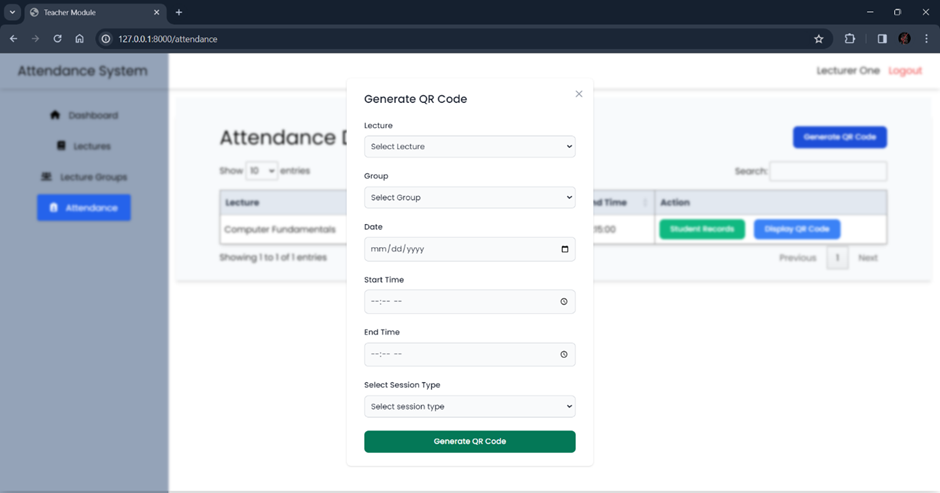 Teacher Module
127.0.0.1:8000/attendance
Attendance System
Lecturer One Logout
Dashboard
Lectures
Lecture Groups
Attendance
Attendance D
Generate QR Code
Show 10 entries
Search:
Lecture
nd Time
Action
Computer Fundamentals
15:00
Student Records
Display QR Code
Showing 1 to 1 of 1 entries
Previous 1 Next
Generate QR Code
Lecture
Select Lecture
Group
Select Group
Date
mm/dd/yyyy
Start Time
--:-- --
End Time
--:-- --
Select Session Type
Select session type
Generate QR Code